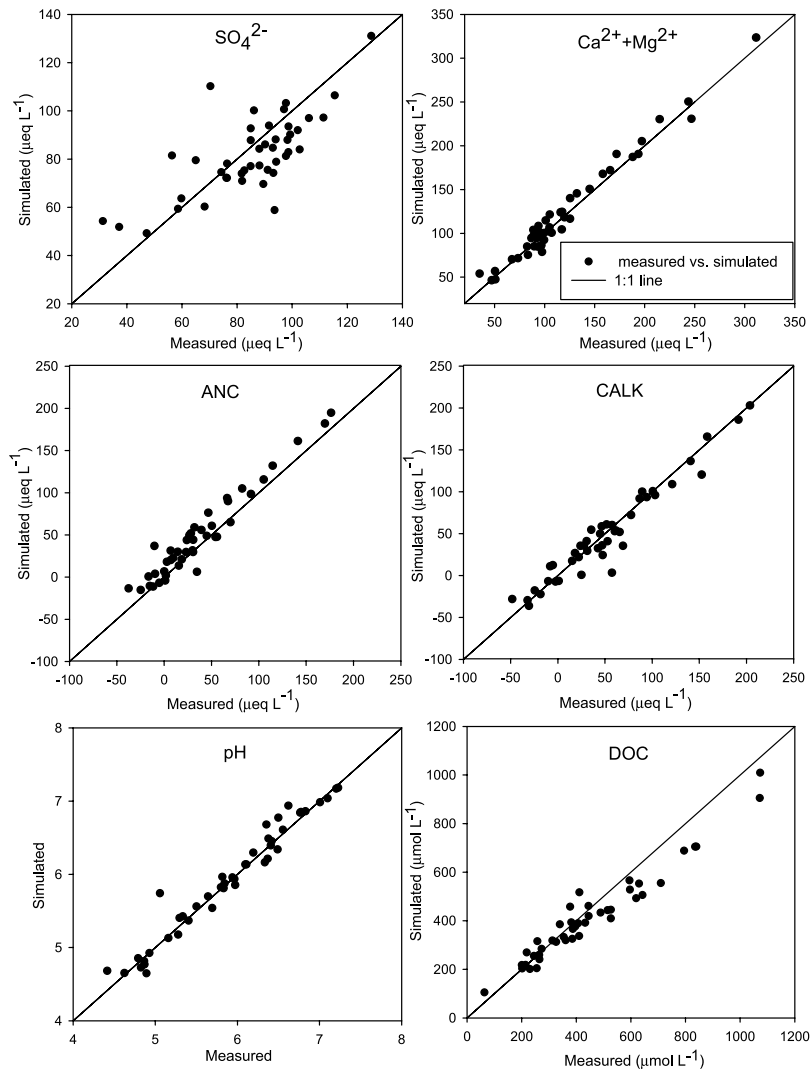 SO₄²⁻
140
120
100
80
60
40
20
Simulated (μeq L⁻¹)
20 40 60 80 100 120 140
Measured (μeq L⁻¹)
Ca²⁺+Mg²⁺
350
300
250
200
150
100
50
Simulated (μeq L⁻¹)
measured vs. simulated
1:1 line
50 100 150 200 250 300 350
Measured (μeq L⁻¹)
ANC
250
200
150
100
50
0
-50
-100
Simulated (μeq L⁻¹)
-100 -50 0 50 100 150 200 250
Measured (μeq L⁻¹)
CALK
250
200
150
100
50
0
-50
-100
Simulated (μeq L⁻¹)
-100 -50 0 50 100 150 200 250
Measured (μeq L⁻¹)
pH
8
7
6
5
4
Simulated
4 5 6 7 8
Measured
DOC
1200
1000
800
600
400
200
0
Simulated (μmol L⁻¹)
0 200 400 600 800 1000 1200
Measured (μmol L⁻¹)